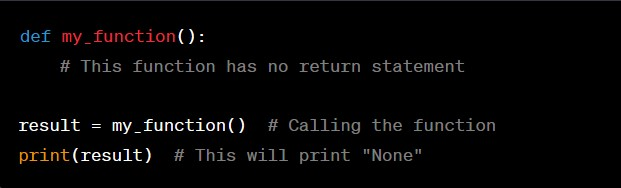 def my_function():
    # This function has no return statement
result = my_function()  # Calling the function
print(result)  # This will print "None"